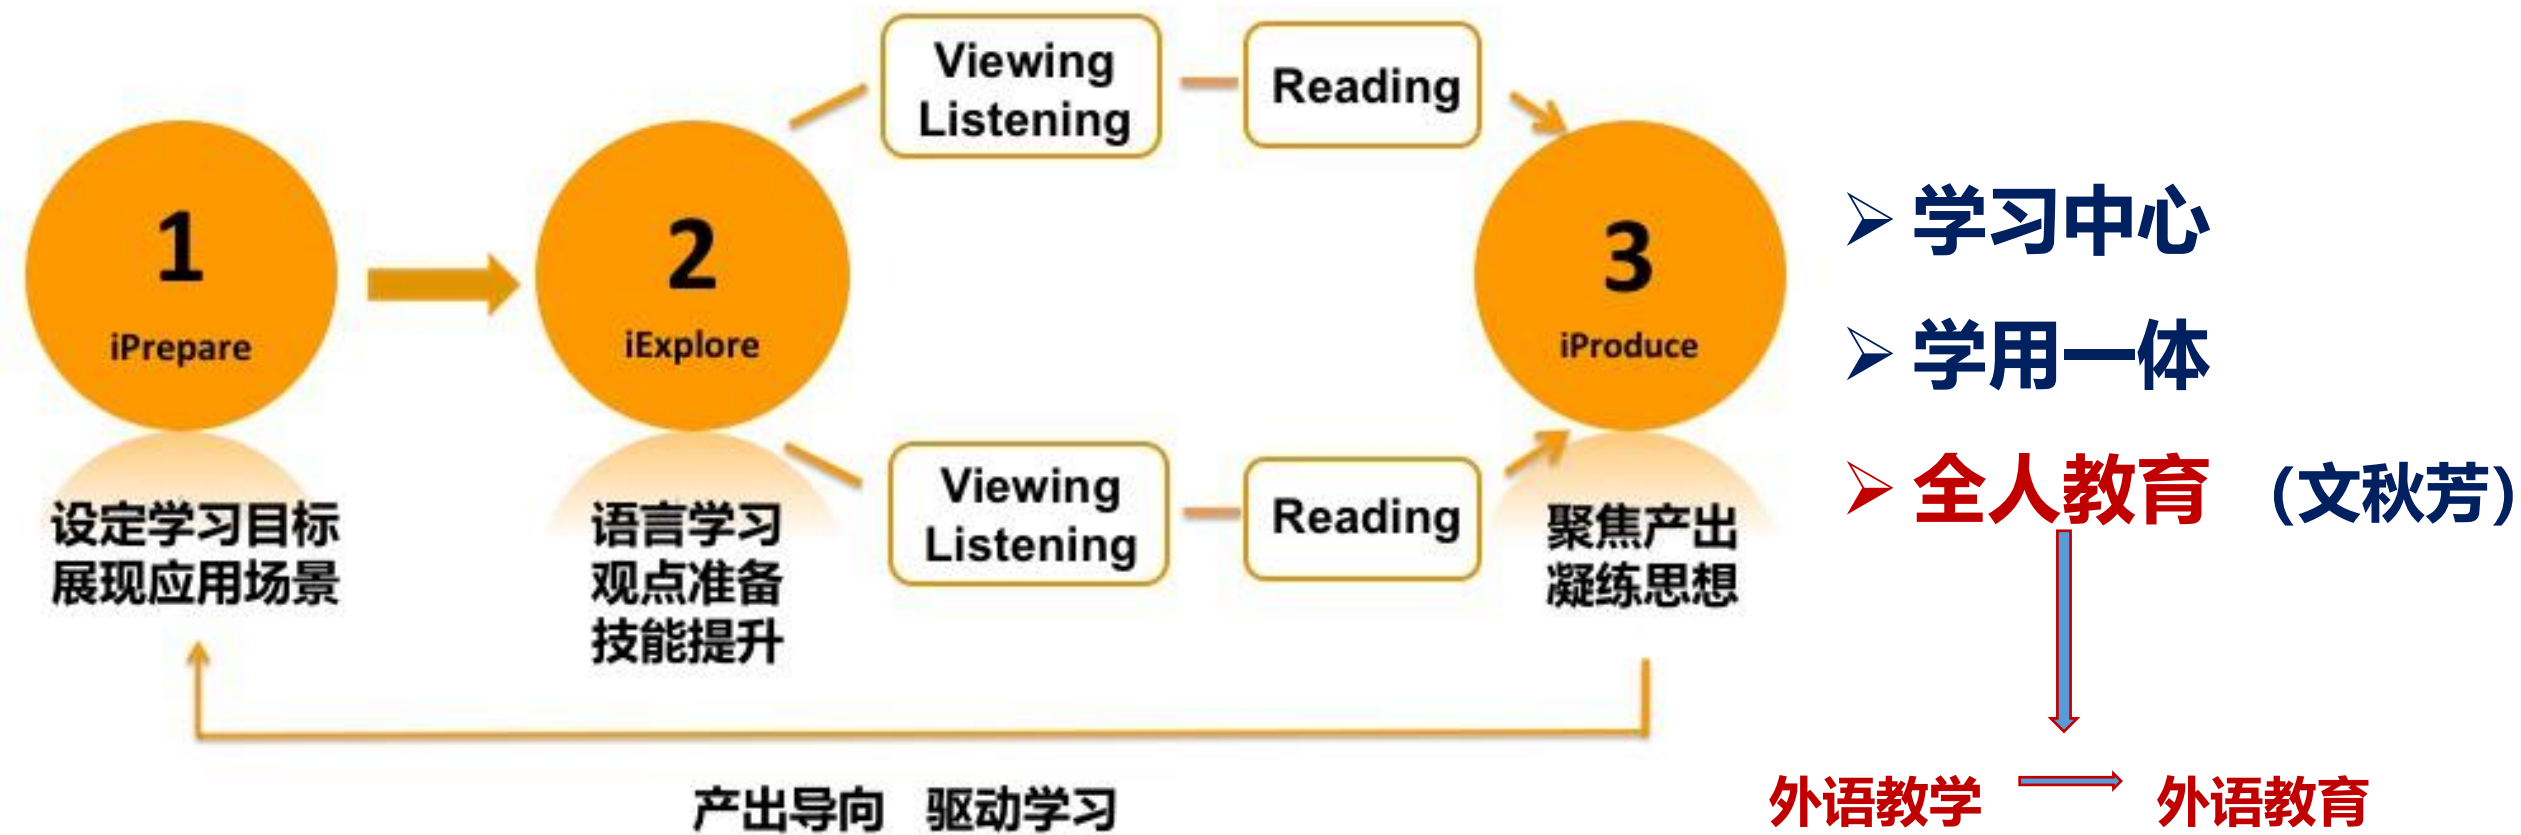 1
iPrepare
设定学习目标
展现应用场景
2
iExplore
语言学习
观点准备
技能提升
Viewing
Listening
Reading
Viewing
Listening
Reading
3
iProduce
聚焦产出
凝练思想
产出导向 驱动学习
➢ 学习中心
➢ 学用一体
➢ 全人教育 (文秋芳)
外语教学 外语教育